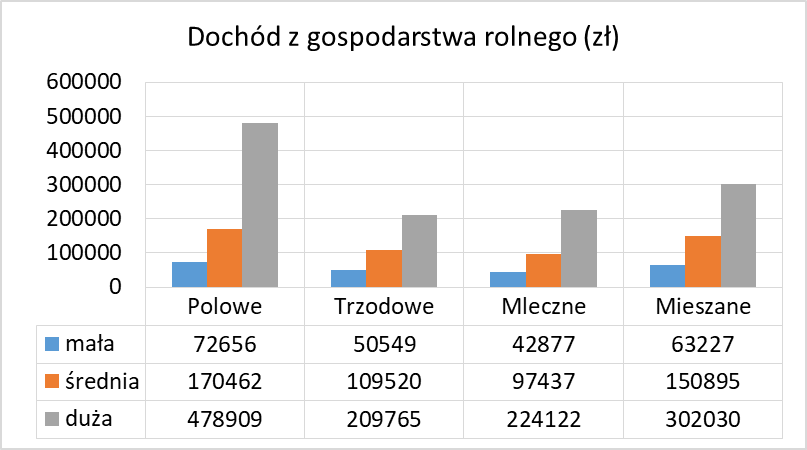 Dochód z gospodarstwa rolnego (zł)
600000
500000
400000
300000
200000
100000
0
Polowe Trzodowe Mleczne Mieszane
mała 72656 50549 42877 63227
średnia 170462 109520 97437 150895
duża 478909 209765 224122 302030